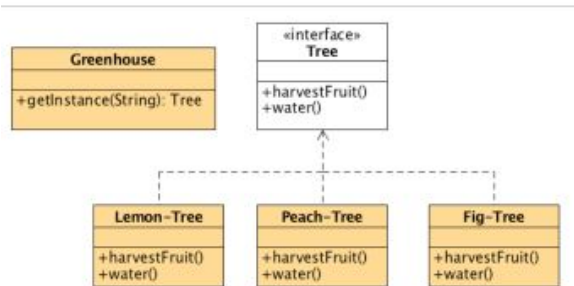 «interface»
Tree
Greenhouse
+getInstance(String): Tree
+harvestFruit()
+water()
Lemon-Tree
+harvestFruit()
+water()
Peach-Tree
+harvestFruit()
+water()
Fig-Tree
+harvestFruit()
+water()